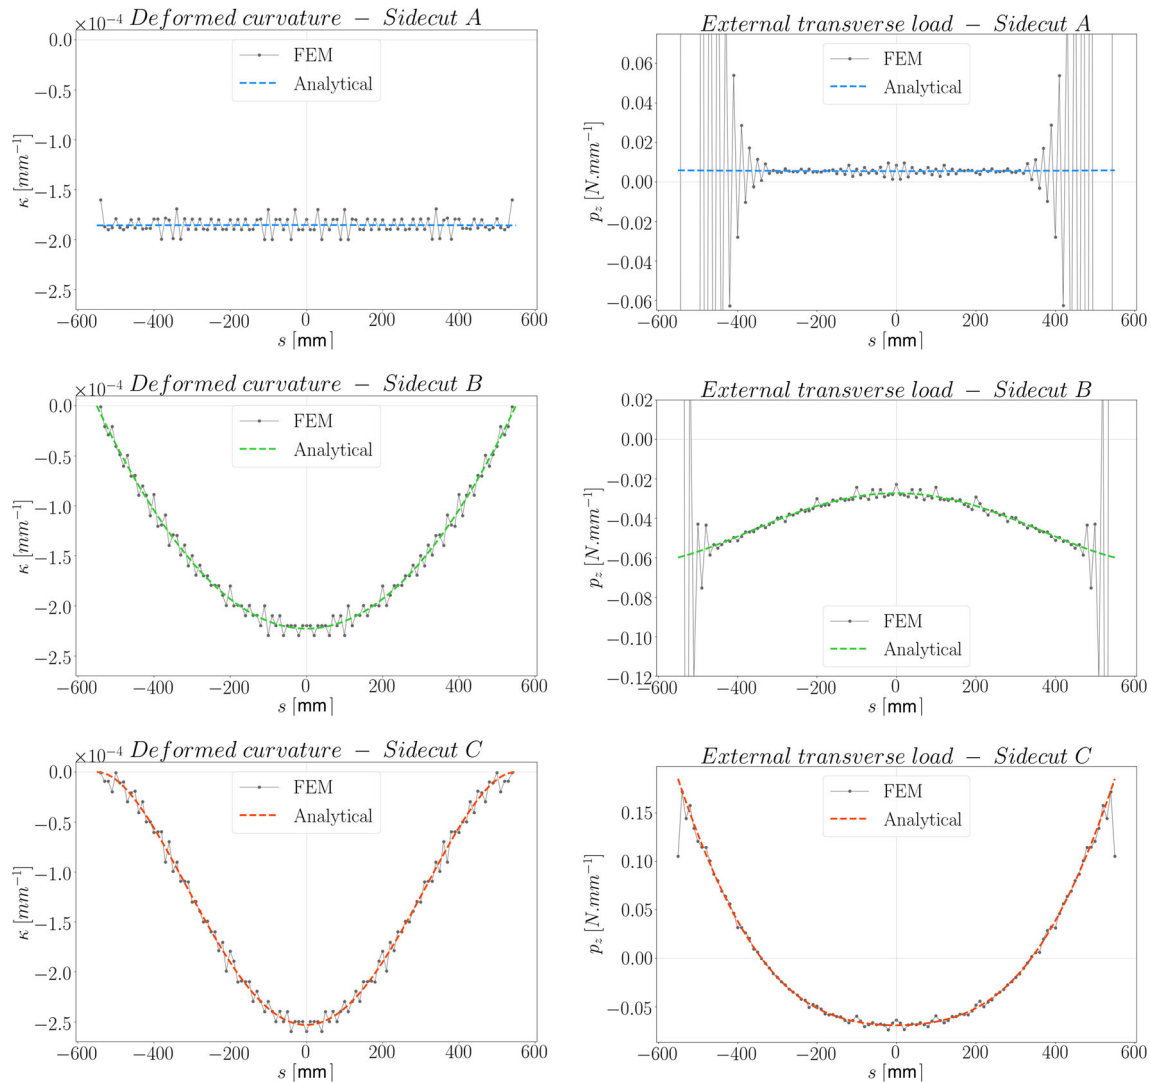 ×10−4 Deformed curvature − Sidecut A
0.0
−0.5
−1.0
−1.5
−2.0
−2.5
κ [mm−1]
FEM
Analytical
−600 −400 −200 0 200 400 600
s [mm]
External transverse load − Sidecut A
0.06
0.04
0.02
0.00
−0.02
−0.04
−0.06
pz [N.mm−1]
FEM
Analytical
−600 −400 −200 0 200 400 600
s [mm]
×10−4 Deformed curvature − Sidecut B
0.0
−0.5
−1.0
−1.5
−2.0
−2.5
κ [mm−1]
FEM
Analytical
−600 −400 −200 0 200 400 600
s [mm]
External transverse load − Sidecut B
0.02
0.00
−0.02
−0.04
−0.06
−0.08
−0.10
−0.12
pz [N.mm−1]
FEM
Analytical
−600 −400 −200 0 200 400 600
s [mm]
×10−4 Deformed curvature − Sidecut C
0.0
−0.5
−1.0
−1.5
−2.0
−2.5
κ [mm−1]
FEM
Analytical
−600 −400 −200 0 200 400 600
s [mm]
External transverse load − Sidecut C
0.15
0.10
0.05
0.00
−0.05
pz [N.mm−1]
FEM
Analytical
−600 −400 −200 0 200 400 600
s [mm]